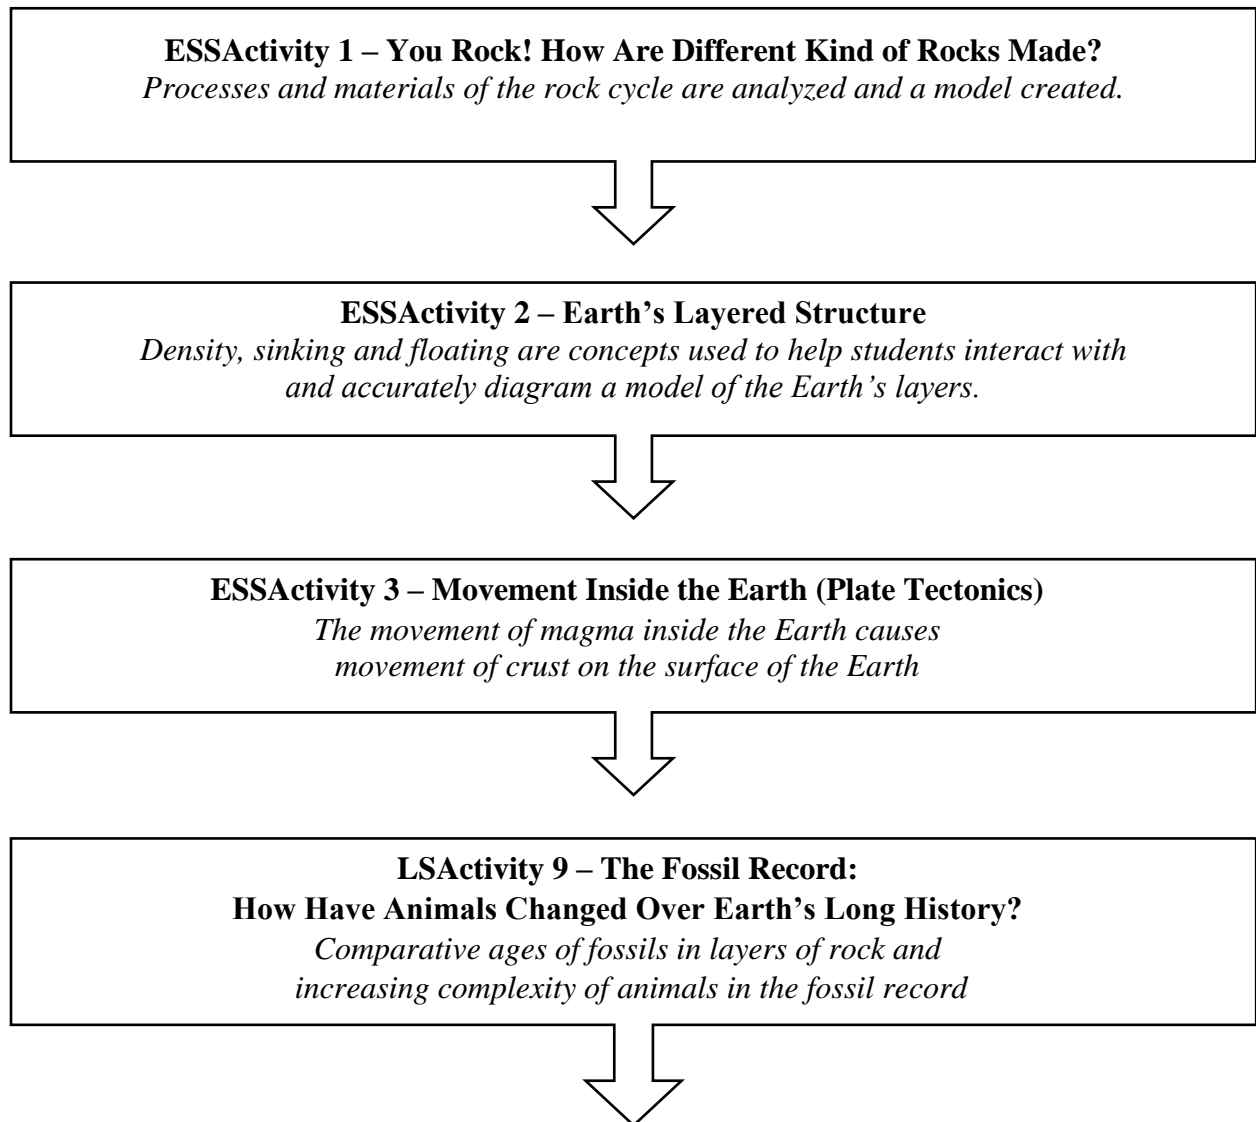 ESSActivity 1 – You Rock! How Are Different Kind of Rocks Made?
Processes and materials of the rock cycle are analyzed and a model created.
ESSActivity 2 – Earth’s Layered Structure
Density, sinking and floating are concepts used to help students interact with
and accurately diagram a model of the Earth’s layers.
ESSActivity 3 – Movement Inside the Earth (Plate Tectonics)
The movement of magma inside the Earth causes
movement of crust on the surface of the Earth
LSActivity 9 – The Fossil Record:
How Have Animals Changed Over Earth’s Long History?
Comparative ages of fossils in layers of rock and
increasing complexity of animals in the fossil record